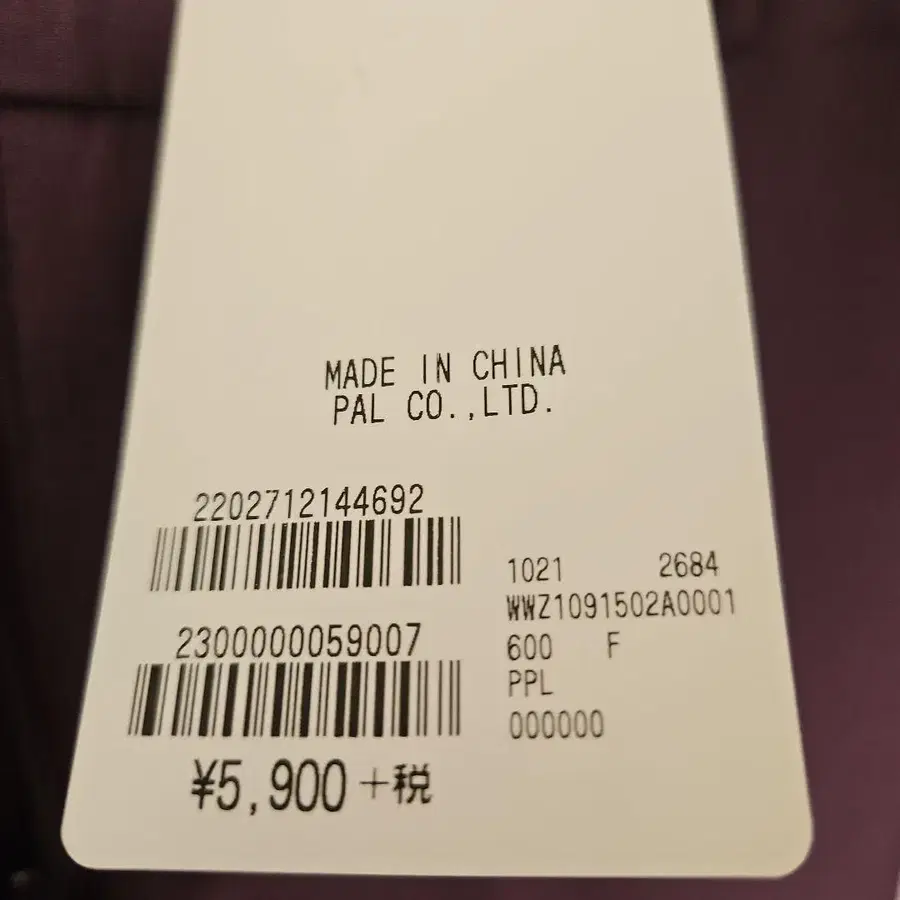 MADE IN CHINA
PAL CO.,LTD.
2202712144692
2300000059007
¥5,900+税
1021 2684
WWZ1091502A0001
600 F
PPL
000000